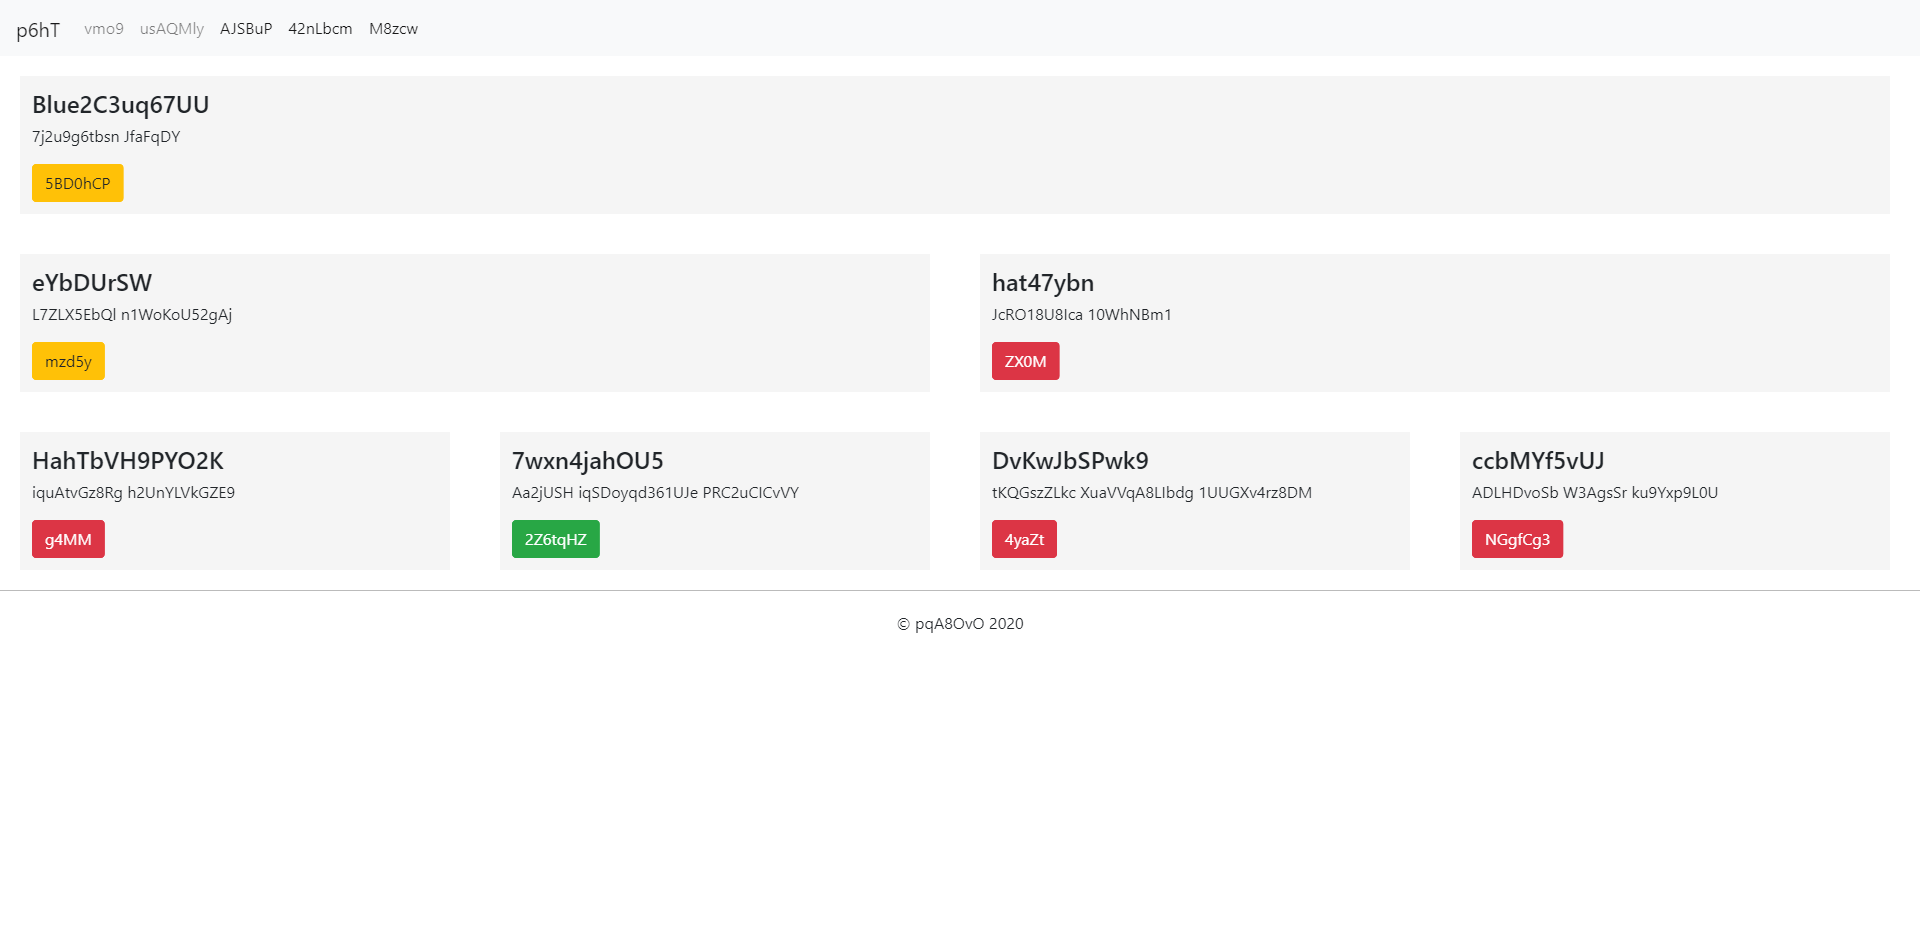 p6hT vmo9 usAQMly AJSBuP 42nLbcm M8zcw
Blue2C3uq67UU
7j2u9g6tbsn JfaFqDY
5BD0hCP
eYbDUrSW
L7ZLX5EbQl n1WoKoU52gAj
mzd5y
hat47ybn
JcRO18U8Ica 10WhNBm1
ZX0M
HahTbVH9PYO2K
iquAtvGz8Rg h2UnYLVkGZE9
g4MM
7wxn4jahOU5
Aa2jUSH iqSDoyqd361UJe PRC2uCICvVY
2Z6tqHZ
DvKwJbSPwk9
tKQGszZLkc XuaVVqA8LIbdg 1UUGXv4rz8DM
4yaZt
ccbMYf5vUJ
ADLHDvoSb W3AgsSr ku9Yxp9L0U
NGgfCg3
© pqA8OvO 2020